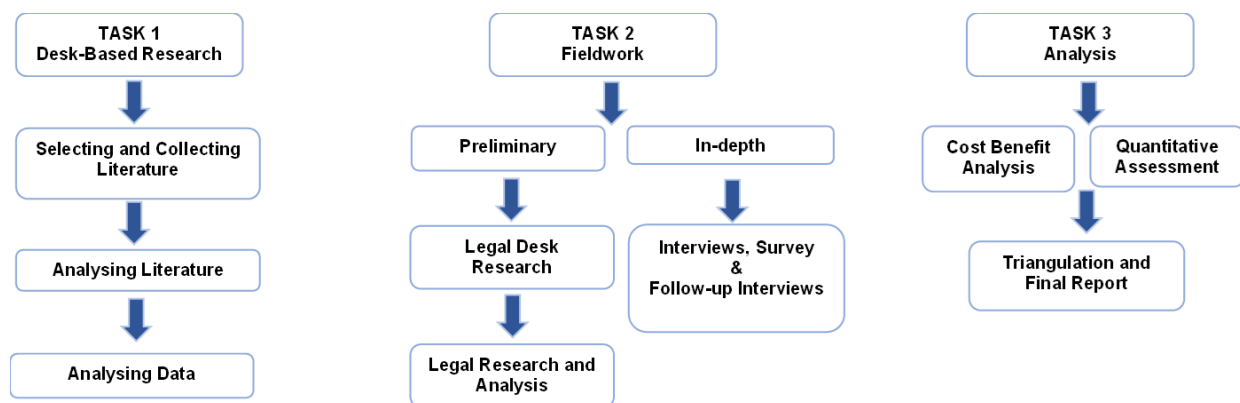 TASK 1
Desk-Based Research
Selecting and Collecting
Literature
Analysing Literature
Analysing Data
TASK 2
Fieldwork
Preliminary
Legal Desk
Research
Legal Research and
Analysis
In-depth
Interviews, Survey
&
Follow-up Interviews
TASK 3
Analysis
Cost Benefit
Analysis
Quantitative
Assessment
Triangulation and
Final Report